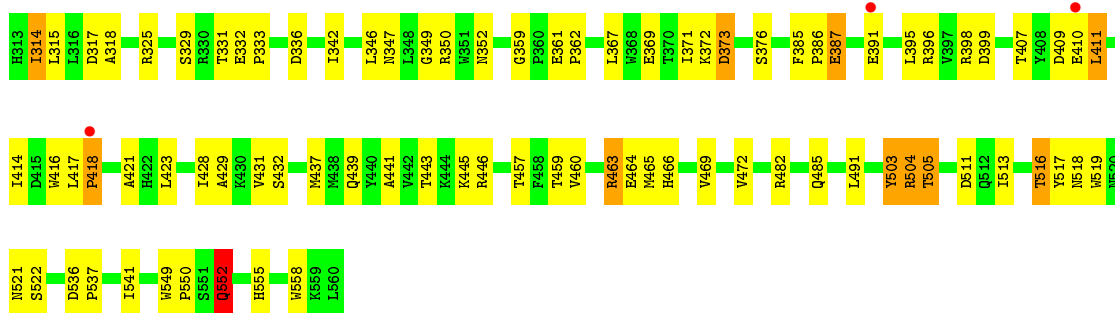 H313 I314 L315 L316 D317 A318 R325 S329 R330 T331 E332 P333 D336 I342 L346 N347 L348 G349 R350 W351 N352 G359 P360 E361 P362 L367 W368 E369 T370 I371 K372 D373 S376 F385 P386 E387 E391 L395 R396 V397 R398 D399 T407 Y408 D409 E410 L411
I414 D415 W416 L417 P418 A421 H422 L423 I428 A429 K430 V431 S432 M437 M438 Q439 Y440 A441 V442 T443 K444 K445 R446 T457 F458 T459 V460 R463 E464 M465 H466 V469 V472 R482 Q485 L491 Y503 R504 T505 D511 Q512 I513 T516 Y517 N518 W519 N520
N521 S522 D536 P537 I541 W549 P550 S551 Q552 H555 W558 K559 L560